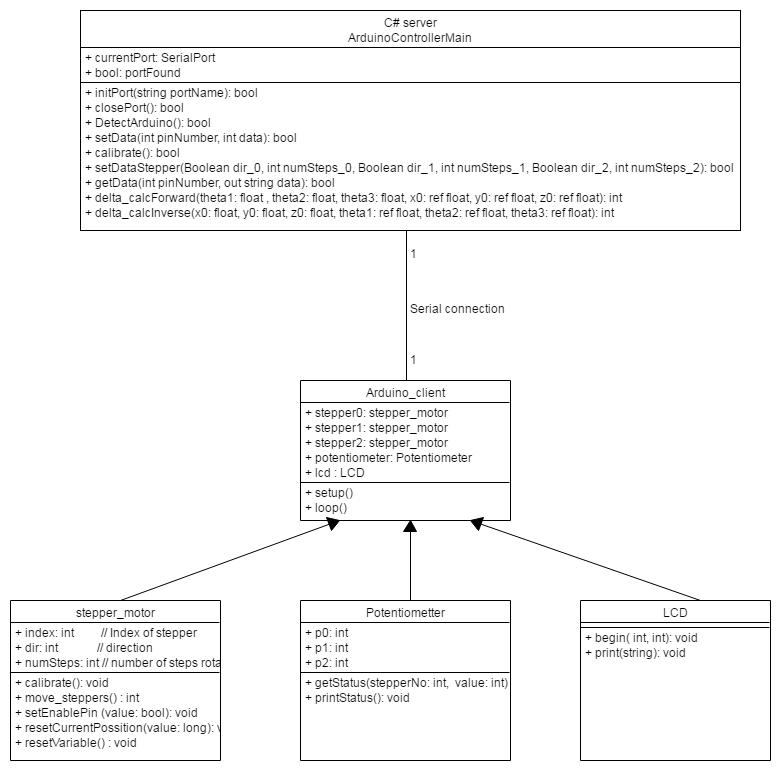 C# server
ArduinoControllerMain
+ currentPort: SerialPort
+ bool: portFound
+ initPort(string portName): bool
+ closePort(): bool
+ DetectArduino(): bool
+ setData(int pinNumber, int data): bool
+ calibrate(): bool
+ setDataStepper(Boolean dir_0, int numSteps_0, Boolean dir_1, int numSteps_1, Boolean dir_2, int numSteps_2): bool
+ getData(int pinNumber, out string data): bool
+ delta_calcForward(theta1: float , theta2: float, theta3: float, x0: ref float, y0: ref float, z0: ref float): int
+ delta_calcInverse(x0: float, y0: float, z0: float, theta1: ref float, theta2: ref float, theta3: ref float): int
1
Serial connection
1
Arduino_client
+ stepper0: stepper_motor
+ stepper1: stepper_motor
+ stepper2: stepper_motor
+ potentiometer: Potentiometer
+ lcd : LCD
+ setup()
+ loop()
stepper_motor
+ index: int // Index of stepper
+ dir: int // direction
+ numSteps: int // number of steps rota
+ calibrate(): void
+ move_steppers() : int
+ setEnablePin (value: bool): void
+ resetCurrentPossition(value: long): v
+ resetVariable() : void
Potentiometter
+ p0: int
+ p1: int
+ p2: int
+ getStatus(stepperNo: int, value: int)
+ printStatus(): void
LCD
+ begin( int, int): void
+ print(string): void